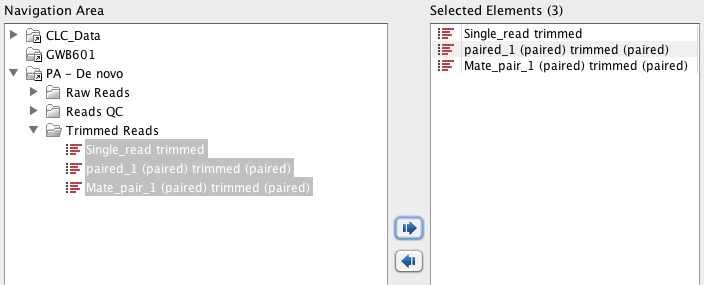 Navigation Area
CLC_Data
GWB601
PA - De novo
Raw Reads
Reads QC
Trimmed Reads
Single_read trimmed
paired_1 (paired) trimmed (paired)
Mate_pair_1 (paired) trimmed (paired)
Selected Elements (3)
Single_read trimmed
paired_1 (paired) trimmed (paired)
Mate_pair_1 (paired) trimmed (paired)